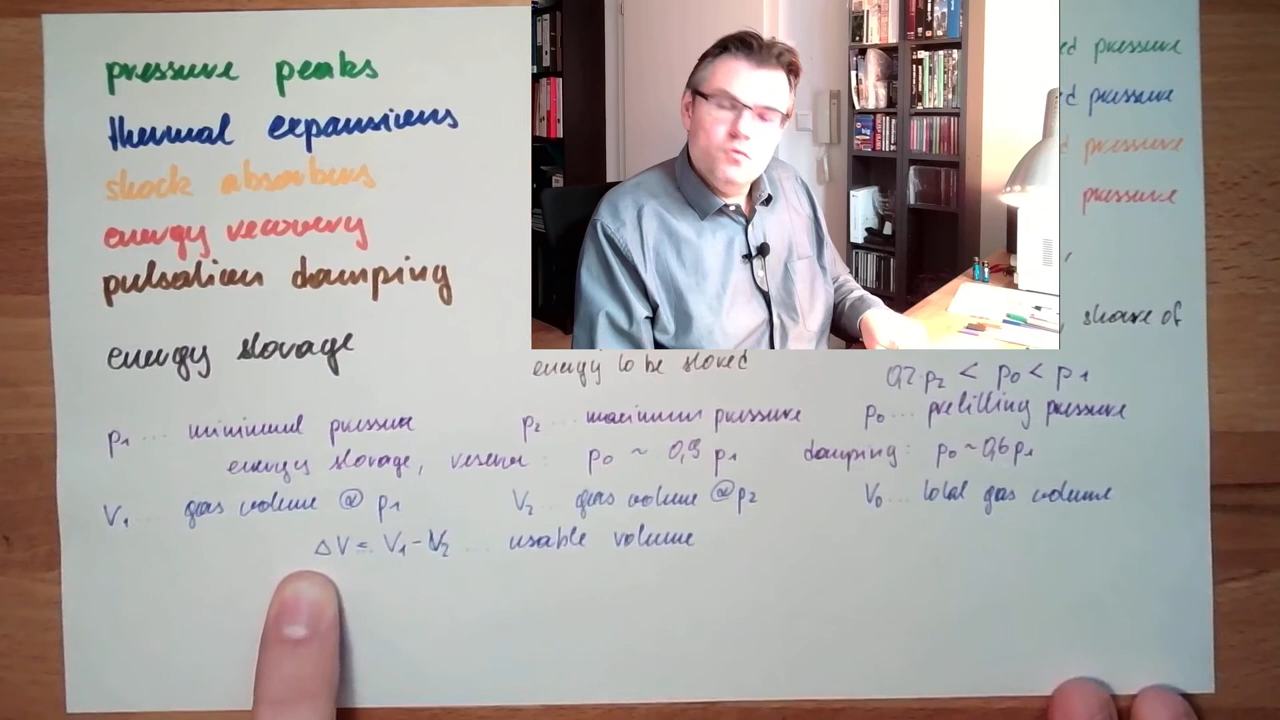 pressure peaks
ed pressure
thermal expansions
d pressure
shock absorbers
d pressure
energy recovery
pressure
pulsation damping
energy storage
, share of
energy to be stored
0,2·p2 < p0 < p1
p1 ... minimal pressure p2 ... maximum pressure p0 ... prefilling pressure
energy storage, reserve : p0 ~ 0,9 p1 damping: p0 ~ 0,6 p1
V1 ... gas volume @ p1 V2 ... gas volume @ p2 V0 ... total gas volume
ΔV = V1 - V2 ... usable volume